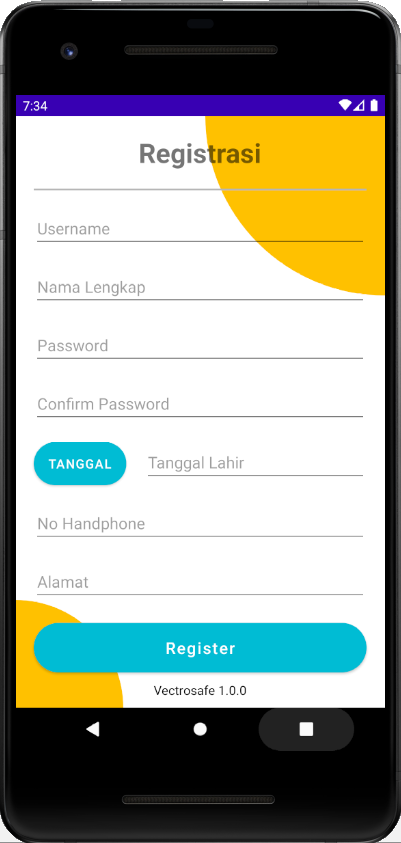 7:34
Registrasi
Username
Nama Lengkap
Password
Confirm Password
TANGGAL Tanggal Lahir
No Handphone
Alamat
Register
Vectrosafe 1.0.0